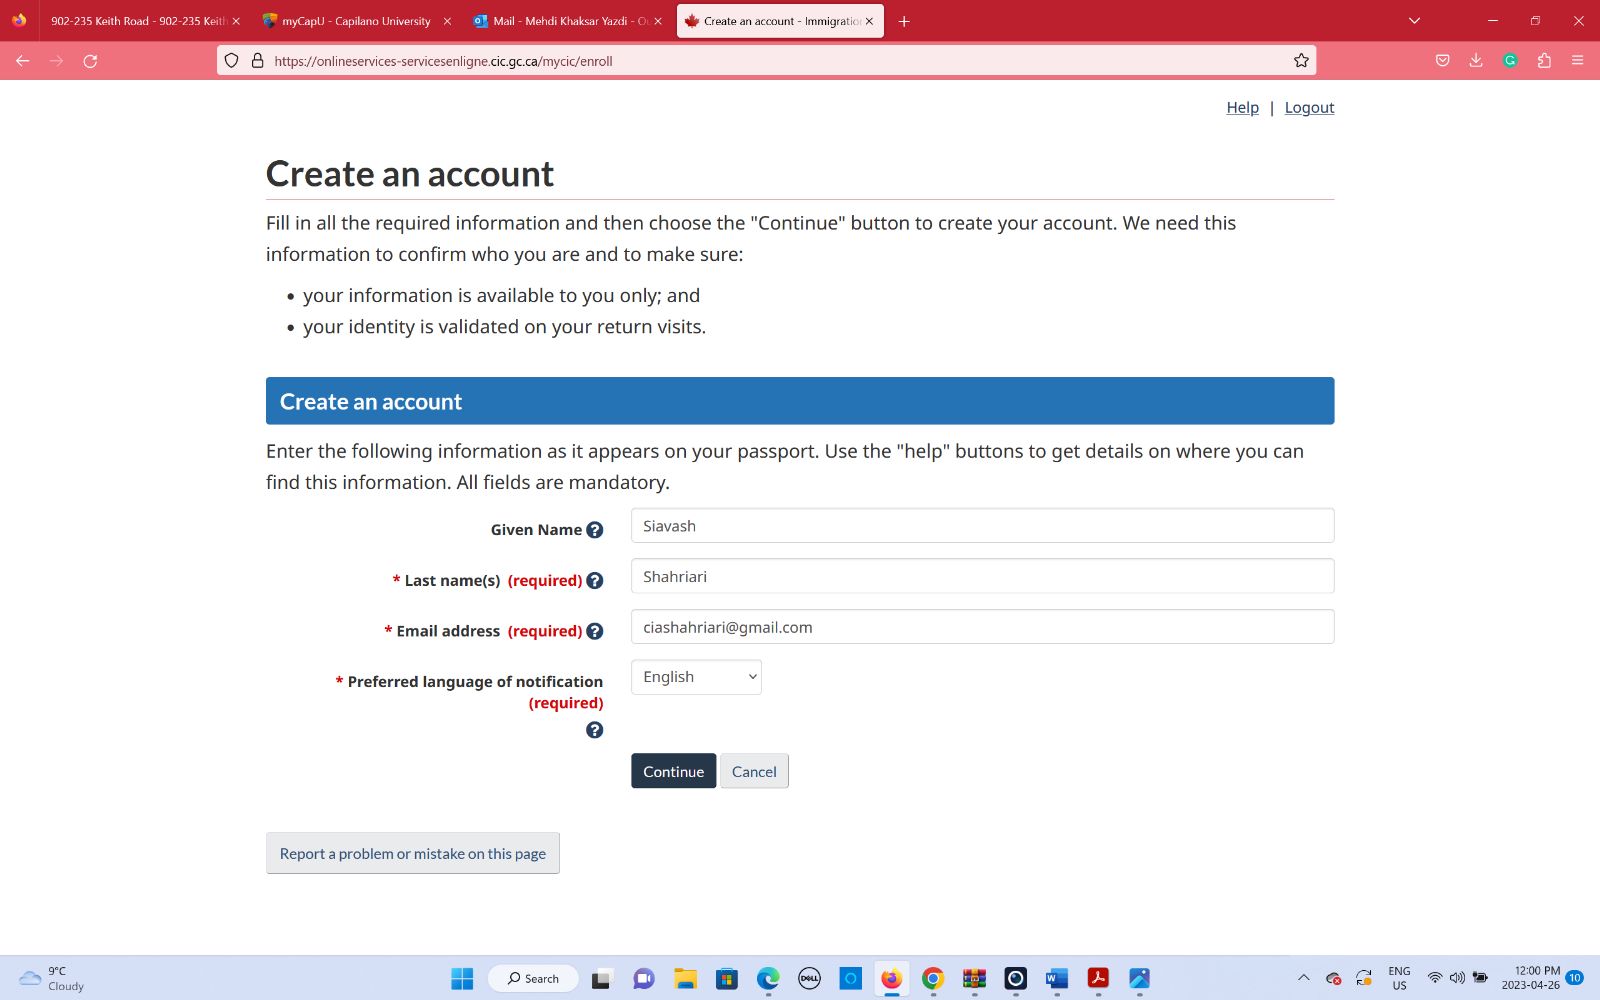 902-235 Keith Road - 902-235 Keith
myCapU - Capilano University
Mail - Mehdi Khaksar Yazdi - Ou
Create an account - Immigration
https://onlineservices-servicesenligne.cic.gc.ca/mycic/enroll
Help | Logout
Create an account
Fill in all the required information and then choose the "Continue" button to create your account. We need this
information to confirm who you are and to make sure:
• your information is available to you only; and
• your identity is validated on your return visits.
Create an account
Enter the following information as it appears on your passport. Use the "help" buttons to get details on where you can
find this information. All fields are mandatory.
Given Name ? Siavash
* Last name(s) (required) ? Shahriari
* Email address (required) ? ciashahriari@gmail.com
* Preferred language of notification English
(required)
?
Continue Cancel
Report a problem or mistake on this page
9°C
Cloudy
Search
DELL
ENG
US
12:00 PM
2023-04-26
10